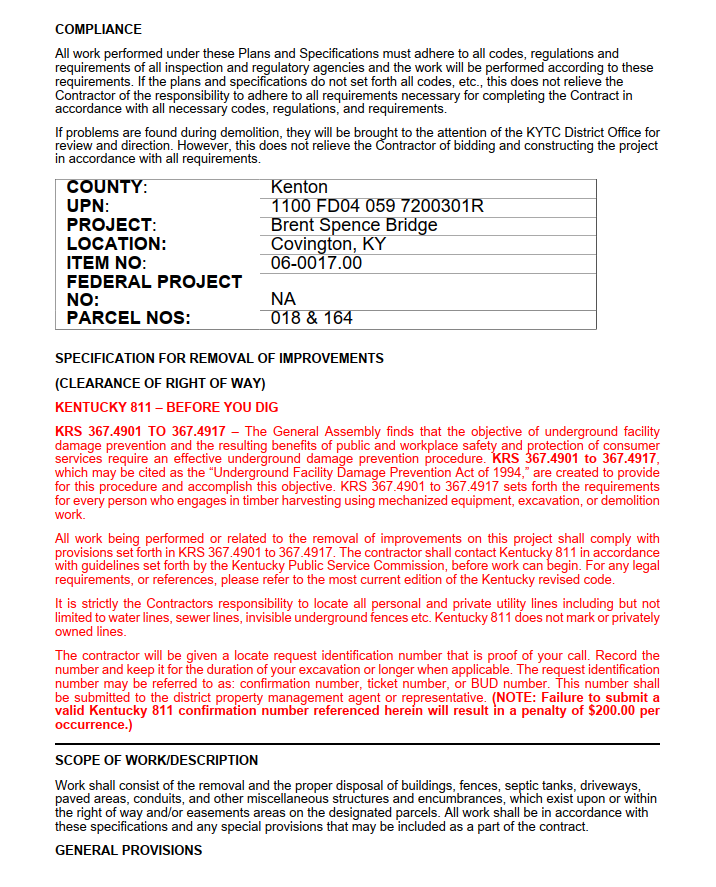 COMPLIANCE
All work performed under these Plans and Specifications must adhere to all codes, regulations and
requirements of all inspection and regulatory agencies and the work will be performed according to these
requirements. If the plans and specifications do not set forth all codes, etc., this does not relieve the
Contractor of the responsibility to adhere to all requirements necessary for completing the Contract in
accordance with all necessary codes, regulations, and requirements.
If problems are found during demolition, they will be brought to the attention of the KYTC District Office for
review and direction. However, this does not relieve the Contractor of bidding and constructing the project
in accordance with all requirements.
COUNTY: Kenton
UPN: 1100 FD04 059 7200301R
PROJECT: Brent Spence Bridge
LOCATION: Covington, KY
ITEM NO: 06-0017.00
FEDERAL PROJECT
NO: NA
PARCEL NOS: 018 & 164
SPECIFICATION FOR REMOVAL OF IMPROVEMENTS
(CLEARANCE OF RIGHT OF WAY)
KENTUCKY 811 – BEFORE YOU DIG
KRS 367.4901 TO 367.4917 – The General Assembly finds that the objective of underground facility
damage prevention and the resulting benefits of public and workplace safety and protection of consumer
services require an effective underground damage prevention procedure. KRS 367.4901 to 367.4917,
which may be cited as the “Underground Facility Damage Prevention Act of 1994,” are created to provide
for this procedure and accomplish this objective. KRS 367.4901 to 367.4917 sets forth the requirements
for every person who engages in timber harvesting using mechanized equipment, excavation, or demolition
work.
All work being performed or related to the removal of improvements on this project shall comply with
provisions set forth in KRS 367.4901 to 367.4917. The contractor shall contact Kentucky 811 in accordance
with guidelines set forth by the Kentucky Public Service Commission, before work can begin. For any legal
requirements, or references, please refer to the most current edition of the Kentucky revised code.
It is strictly the Contractors responsibility to locate all personal and private utility lines including but not
limited to water lines, sewer lines, invisible underground fences etc. Kentucky 811 does not mark or privately
owned lines.
The contractor will be given a locate request identification number that is proof of your call. Record the
number and keep it for the duration of your excavation or longer when applicable. The request identification
number may be referred to as: confirmation number, ticket number, or BUD number. This number shall
be submitted to the district property management agent or representative. (NOTE: Failure to submit a
valid Kentucky 811 confirmation number referenced herein will result in a penalty of $200.00 per
occurrence.)
SCOPE OF WORK/DESCRIPTION
Work shall consist of the removal and the proper disposal of buildings, fences, septic tanks, driveways,
paved areas, conduits, and other miscellaneous structures and encumbrances, which exist upon or within
the right of way and/or easements areas on the designated parcels. All work shall be in accordance with
these specifications and any special provisions that may be included as a part of the contract.
GENERAL PROVISIONS